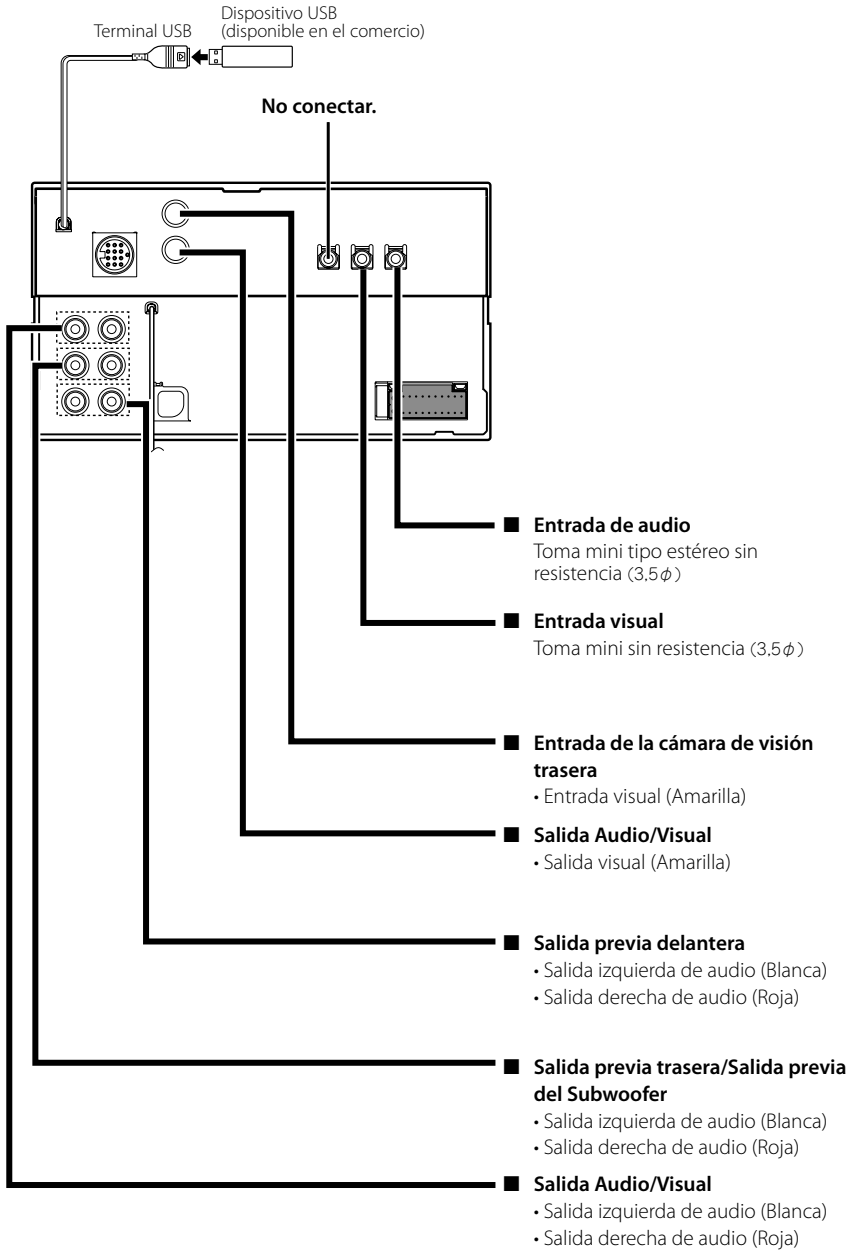 Dispositivo USB
Terminal USB
(disponible en el comercio)
No conectar.
■ Entrada de audio
Toma mini tipo estéreo sin
resistencia (3,5φ)
■ Entrada visual
Toma mini sin resistencia (3,5φ)
■ Entrada de la cámara de visión
trasera
• Entrada visual (Amarilla)
■ Salida Audio/Visual
• Salida visual (Amarilla)
■ Salida previa delantera
• Salida izquierda de audio (Blanca)
• Salida derecha de audio (Roja)
■ Salida previa trasera/Salida previa
del Subwoofer
• Salida izquierda de audio (Blanca)
• Salida derecha de audio (Roja)
■ Salida Audio/Visual
• Salida izquierda de audio (Blanca)
• Salida derecha de audio (Roja)